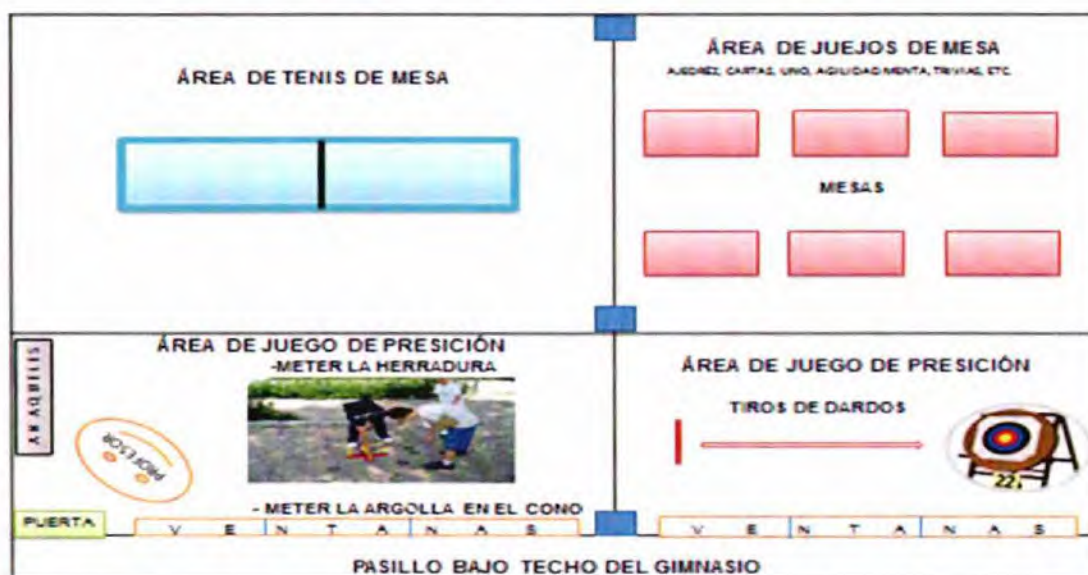 ÁREA DE TENIS DE MESA
ÁREA DE JUEJOS DE MESA
AJEDREZ, CARTAS, UNO, AGILIDAD MENTA, TRIVIAS, ETC.
MESAS
ANAQUELES
ÁREA DE JUEGO DE PRESICIÓN
-METER LA HERRADURA
PROFESOR
- METER LA ARGOLLA EN EL CONO
PUERTA
V E N T A N A S
ÁREA DE JUEGO DE PRESICIÓN
TIROS DE DARDOS
22
V E N T A N A S
PASILLO BAJO TECHO DEL GIMNASIO